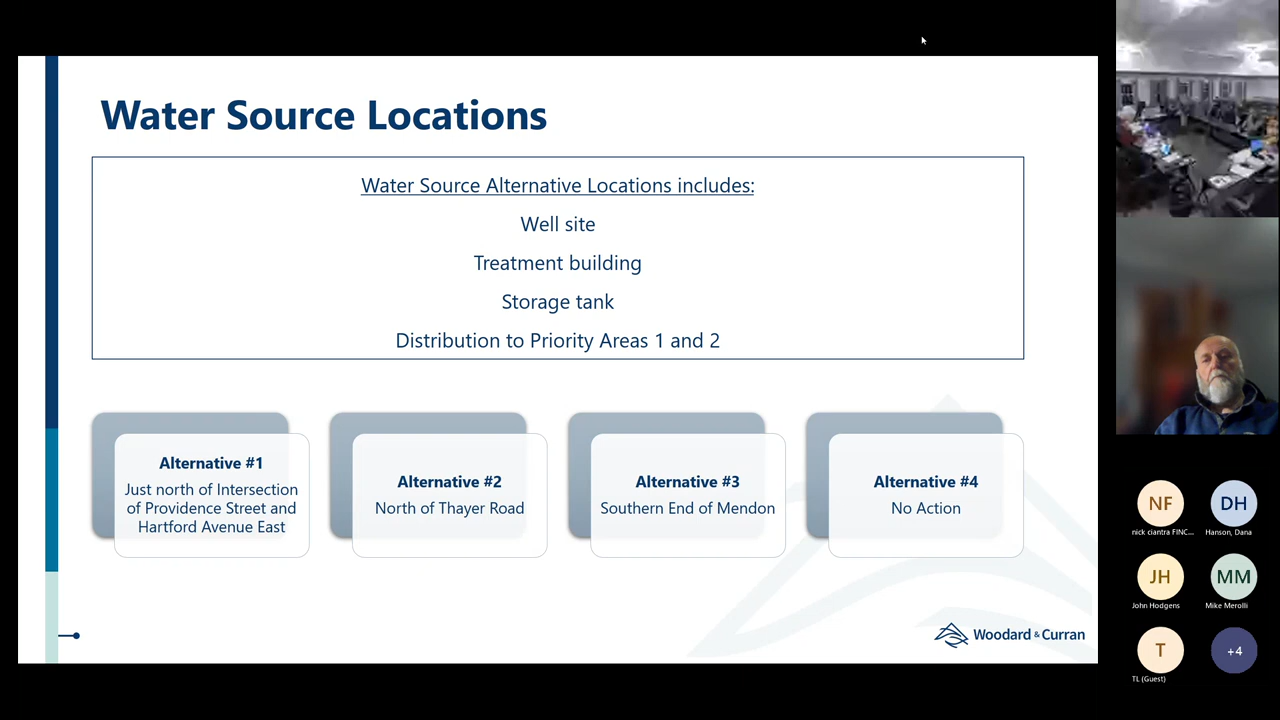 Water Source Locations
Water Source Alternative Locations includes:
Well site
Treatment building
Storage tank
Distribution to Priority Areas 1 and 2
Alternative #1
Just north of Intersection
of Providence Street and
Hartford Avenue East
Alternative #2
North of Thayer Road
Alternative #3
Southern End of Mendon
Alternative #4
No Action
Woodard & Curran
NF
nick ciantra FINC...
DH
Hanson, Dana
JH
John Hodgens
MM
Mike Merolli
T
TL (Guest)
+4